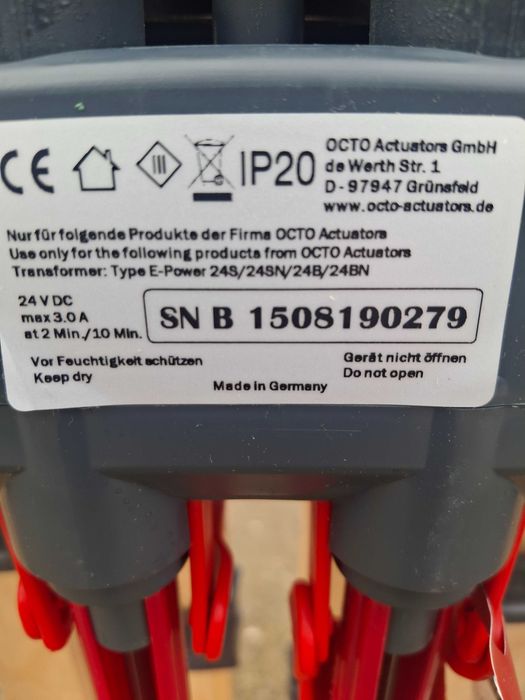 CE III IP20
OCTO Actuators GmbH
de Werth Str. 1
D - 97947 Grünsfeld
www.octo-actuators.de
Nur für folgende Produkte der Firma OCTO Actuators
Use only for the following products from OCTO Actuators
Transformer: Type E-Power 24S/24SN/24B/24BN
24 V DC
max 3.0 A
at 2 Min./10 Min.
SN B 1508190279
Vor Feuchtigkeit schützen
Keep dry
Gerät nicht öffnen
Do not open
Made in Germany